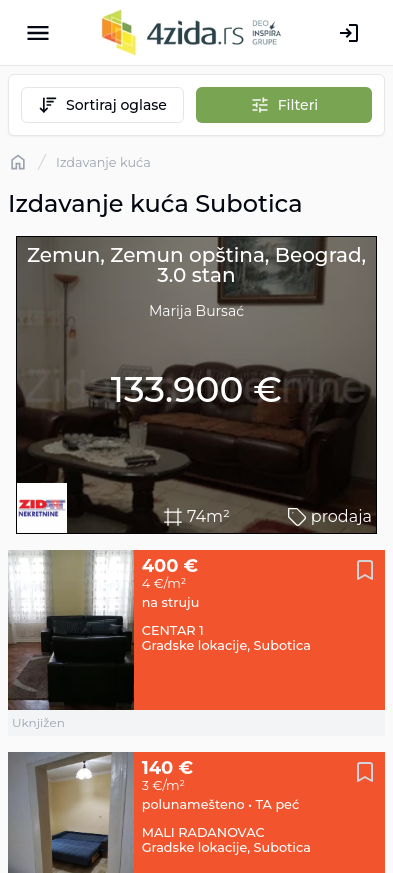 4zida.rs
DEO
INSPIRA
GRUPE
Sortiraj oglase
Filteri
Izdavanje kuća
Izdavanje kuća Subotica
Zemun, Zemun opština, Beograd,
3.0 stan
Marija Bursać
133.900 €
NEKRETNINE
74m²
prodaja
400 €
4 €/m²
na struju
CENTAR 1
Gradske lokacije, Subotica
Uknjižen
140 €
3 €/m²
polunamešteno • TA peć
MALI RADANOVAC
Gradske lokacije, Subotica